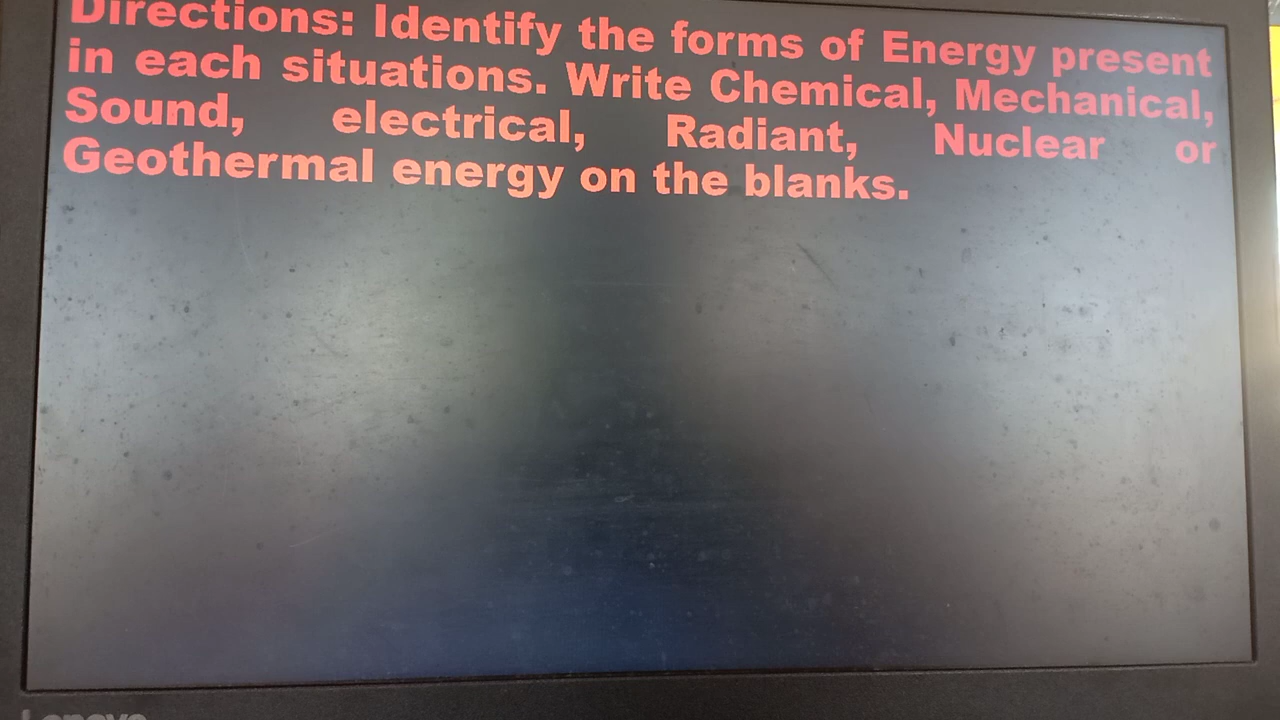 Directions: Identify the forms of Energy present
in each situations. Write Chemical, Mechanical,
Sound, electrical, Radiant, Nuclear or
Geothermal energy on the blanks.
Lenovo